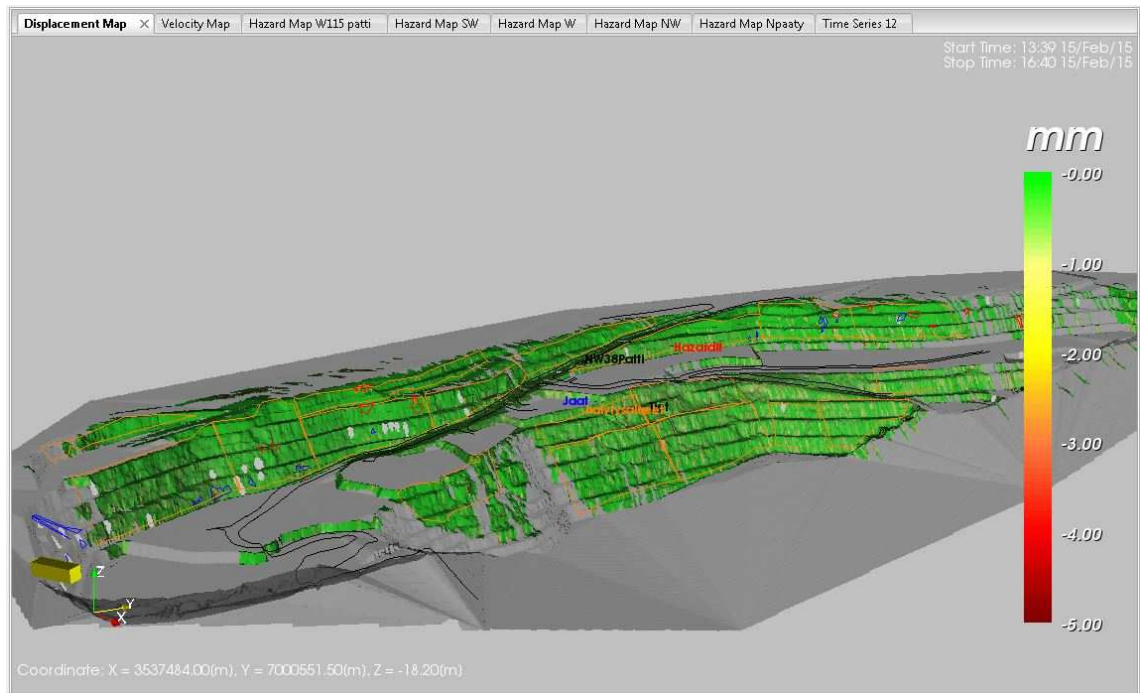 Displacement Map Velocity Map Hazard Map W115 patti Hazard Map SW Hazard Map W Hazard Map NW Hazard Map Npaaty Time Series 12
Start Time: 13:39 15/Feb/15
Stop Time: 16:40 15/Feb/15
mm
-0.00
-1.00
-2.00
-3.00
-4.00
-5.00
Hazardit
NW38Patti
Jaat
Z
Y
X
Coordinate: X = 3537484.00(m), Y = 7000551.50(m), Z = -18.20(m)